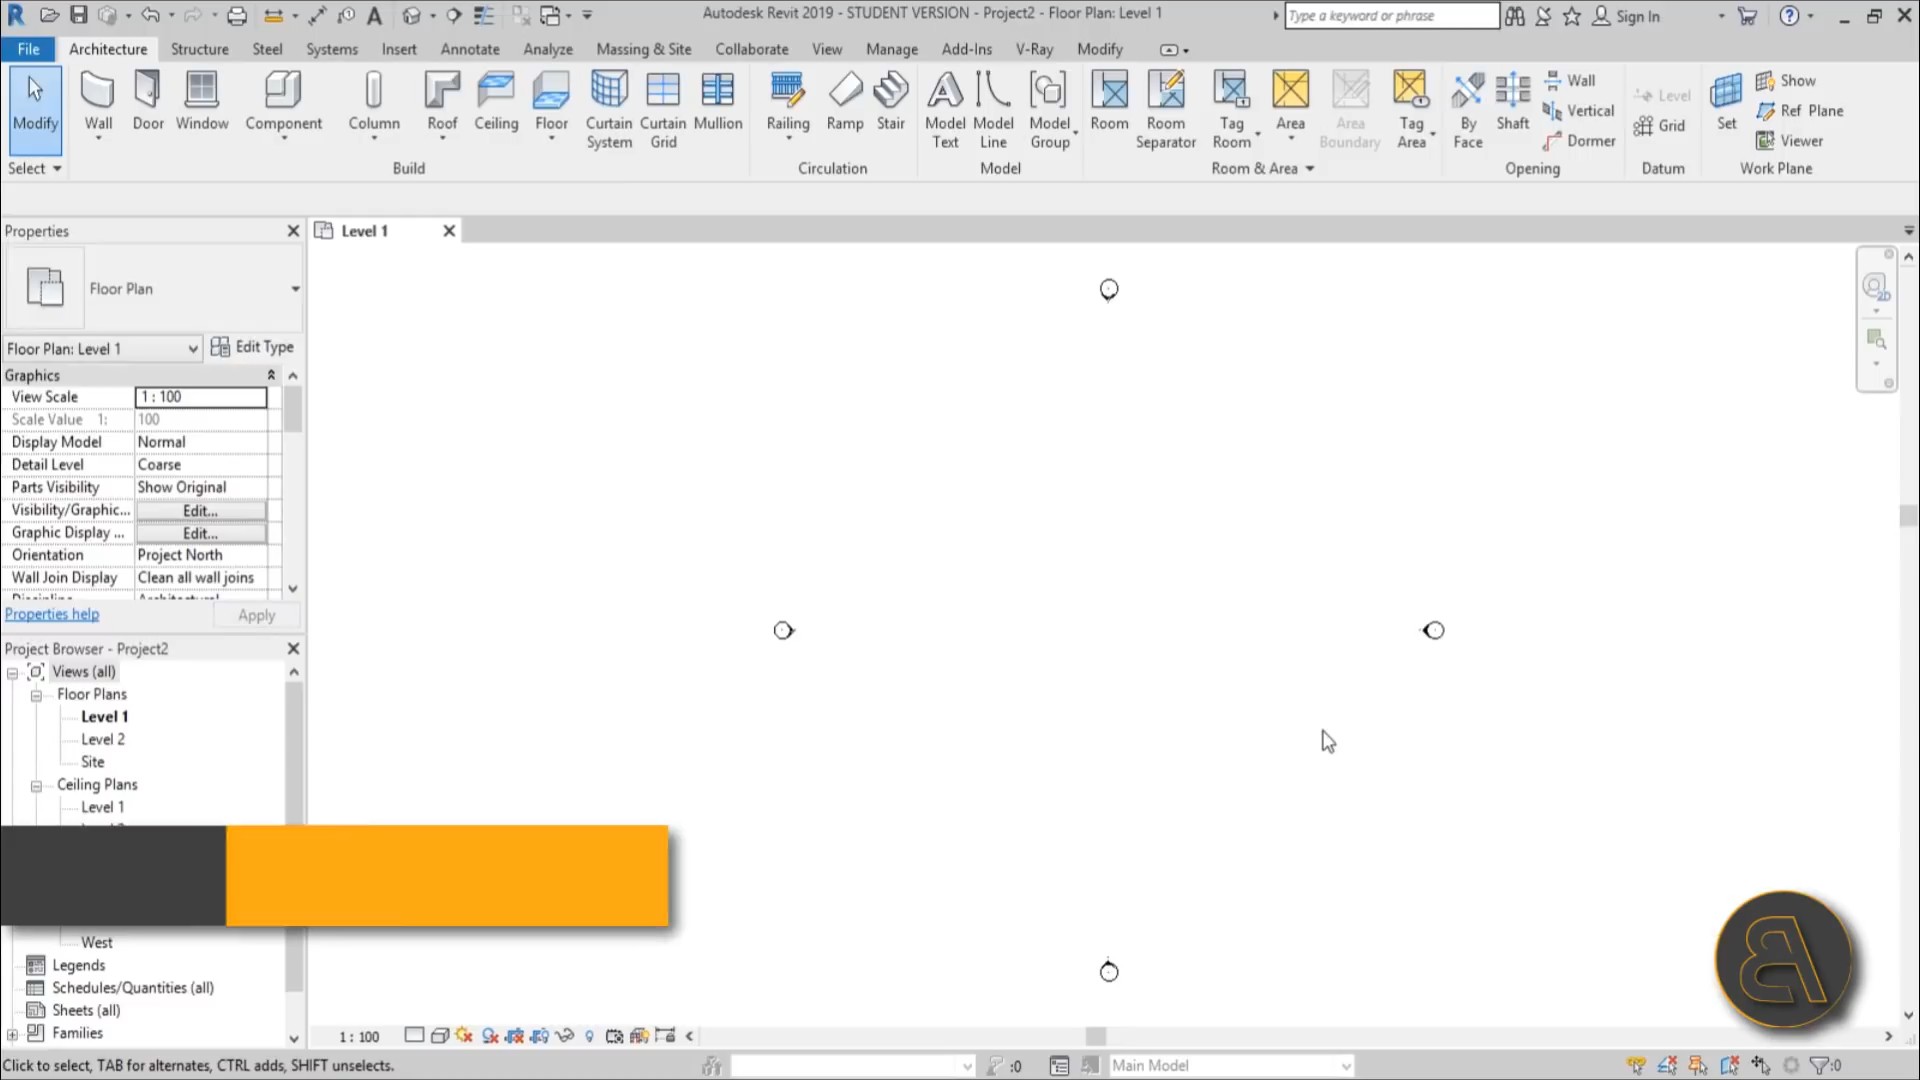 Autodesk Revit 2019 - STUDENT VERSION - Project2 - Floor Plan: Level 1
Type a keyword or phrase
Sign In
File Architecture Structure Steel Systems Insert Annotate Analyze Massing & Site Collaborate View Manage Add-Ins V-Ray Modify
Modify
Wall
Door
Window
Component
Column
Roof
Ceiling
Floor
Curtain System
Curtain Grid
Mullion
Railing
Ramp
Stair
Model Text
Model Line
Model Group
Room
Room Separator
Tag Room
Area
Area Boundary
Tag Area
By Face
Shaft
Wall
Vertical
Dormer
Level
Grid
Set
Show
Ref Plane
Viewer
Select
Build
Circulation
Model
Room & Area
Opening
Datum
Work Plane
Properties
Level 1
Floor Plan
Floor Plan: Level 1
Edit Type
Graphics
View Scale 1 : 100
Scale Value 1: 100
Display Model Normal
Detail Level Coarse
Parts Visibility Show Original
Visibility/Graphic... Edit...
Graphic Display ... Edit...
Orientation Project North
Wall Join Display Clean all wall joins
Properties help
Apply
2D
Project Browser - Project2
Views (all)
Floor Plans
Level 1
Level 2
Site
Ceiling Plans
Level 1
West
Legends
Schedules/Quantities (all)
Sheets (all)
Families
1 : 100
Click to select, TAB for alternates, CTRL adds, SHIFT unselects.
:0
Main Model
:0